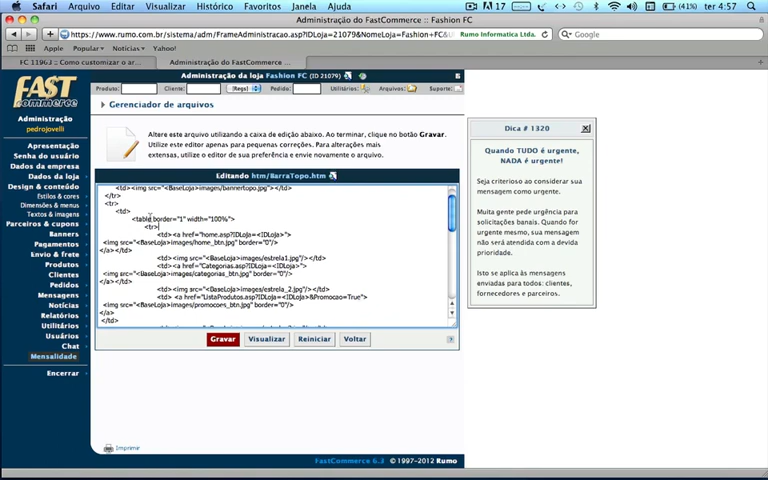 Safari Arquivo Editar Visualizar Histórico Favoritos Janela Ajuda 17 (41%) ter 4:57
Administração do FastCommerce :: Fashion FC
https://www.rumo.com.br/sistema/adm/FrameAdministracao.asp?IDLoja=21079&NomeLoja=Fashion+FC& Rumo Informatica Ltda. Google
Apple Popular Notícias Yahoo!
FC 1196J :: Como customizar o ar... Administração do FastCommerce ...
FAST
commerce
Administração
pedrojovelli
Apresentação
Senha do usuário
Dados da empresa
Dados da loja
Design & conteúdo
Estilos & cores
Dimensões & menus
Textos & imagens
Parceiros & cupons
Banners
Pagamentos
Envio & frete
Produtos
Clientes
Pedidos
Mensagens
Notícias
Relatórios
Utilitários
Usuários
Chat
Mensalidade
Encerrar
Administração da loja Fashion FC (ID 21079)
Produto: Cliente: (Regs) Pedido: Utilitários: Arquivos: Suporte:
Gerenciador de arquivos
Altere este arquivo utilizando a caixa de edição abaixo. Ao terminar, clique no botão Gravar.
Utilize este editor apenas para pequenas correções. Para alterações mais
extensas, utilize o editor de sua preferência e envie novamente o arquivo.
Editando htm/BarraTopo.htm
<td><img src="<BaseLoja>images/bannertopo.jpg"></td>
</tr>
<tr>
<td>
<table border="1" width="100%">
<tr>
<td><a href="home.asp?IDLoja=<IDLoja>">
<img src="<BaseLoja>images/home_btn.jpg" border="0"/>
</a></td>
<td><img src="<BaseLoja>images/estrela1.jpg"/></td>
<td><a href="Categorias.asp?IDLoja=<IDLoja>">
<img src="<BaseLoja>images/categorias_btn.jpg" border="0"/>
</a></td>
<td><img src="<BaseLoja>images/estrela_2.jpg"/></td>
<td><a href="ListaProdutos.asp?IDLoja=<IDLoja>&Promocao=True">
<img src="<BaseLoja>images/promocoes_btn.jpg" border="0"/>
</a>
</td>
Gravar Visualizar Reiniciar Voltar
Imprimir
FastCommerce 6.3 © 1997-2012 Rumo
Dica # 1320
Quando TUDO é urgente,
NADA é urgente!
Seja criterioso ao considerar sua
mensagem como urgente.
Muita gente pede urgência para
solicitações banais. Quando for
urgente mesmo, sua mensagem
não será atentida com a devida
prioridade.
Isto se aplica às mensagens
enviadas para todos: clientes,
fornecedores e parceiros.